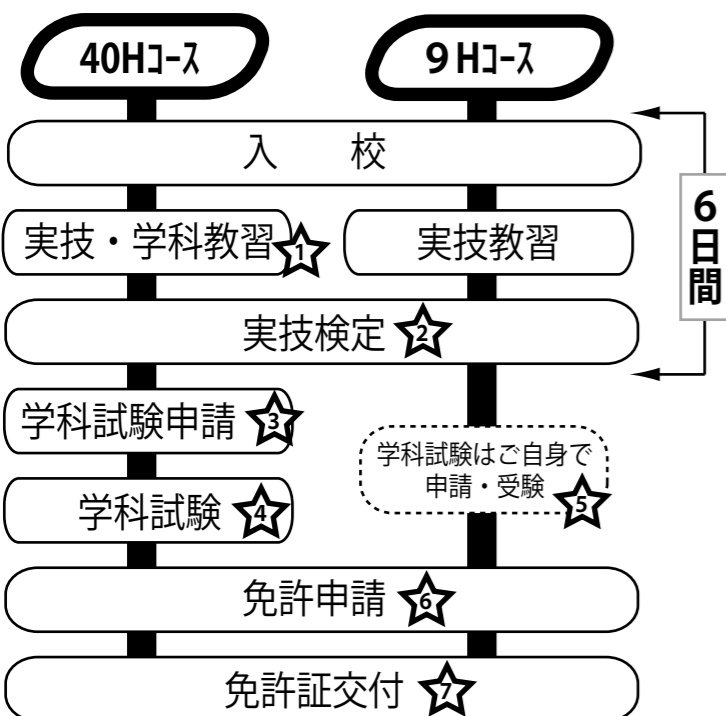 40Hｺｰｽ
９Hｺｰｽ
入　　校
6日間
実技・学科教習 1
実技教習
実技検定 2
学科試験申請 3
学科試験はご自身で
申請・受験 5
学科試験 4
免許申請 6
免許証交付 7